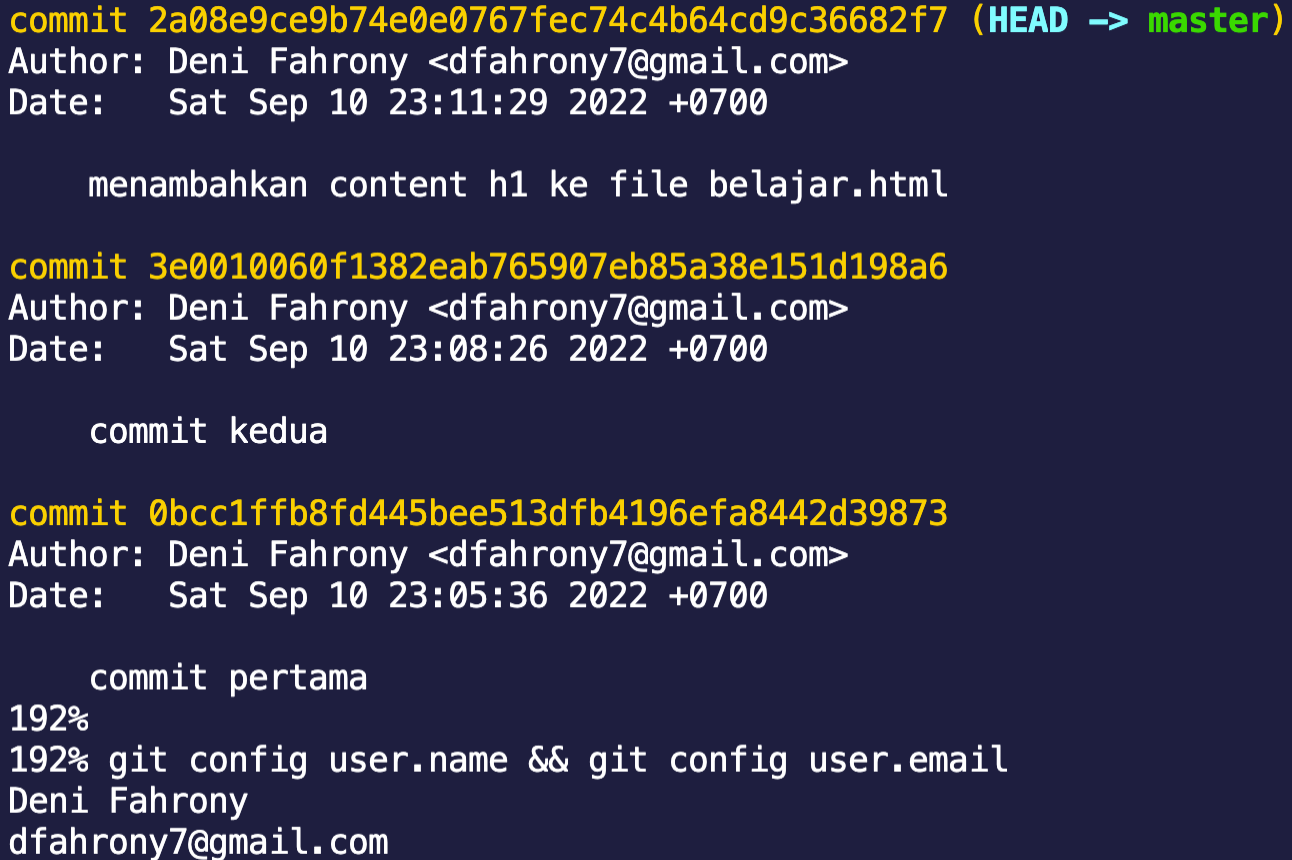 commit 2a08e9ce9b74e0e0767fec74c4b64cd9c36682f7 (HEAD -> master)
Author: Deni Fahrony <dfahrony7@gmail.com>
Date:   Sat Sep 10 23:11:29 2022 +0700
menambahkan content h1 ke file belajar.html
commit 3e0010060f1382eab765907eb85a38e151d198a6
Author: Deni Fahrony <dfahrony7@gmail.com>
Date:   Sat Sep 10 23:08:26 2022 +0700
commit kedua
commit 0bcc1ffb8fd445bee513dfb4196efa8442d39873
Author: Deni Fahrony <dfahrony7@gmail.com>
Date:   Sat Sep 10 23:05:36 2022 +0700
commit pertama
192%
192% git config user.name && git config user.email
Deni Fahrony
dfahrony7@gmail.com